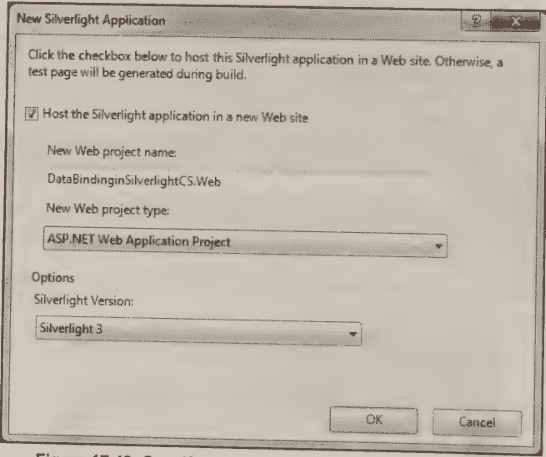 New Silverlight Application
Click the checkbox below to host this Silverlight application in a Web site. Otherwise, a
test page will be generated during build.
Host the Silverlight application in a new Web site
New Web project name:
DataBindinginSilverlightCS.Web
New Web project type:
ASP.NET Web Application Project
Options
Silverlight Version:
Silverlight 3
OK
Cancel